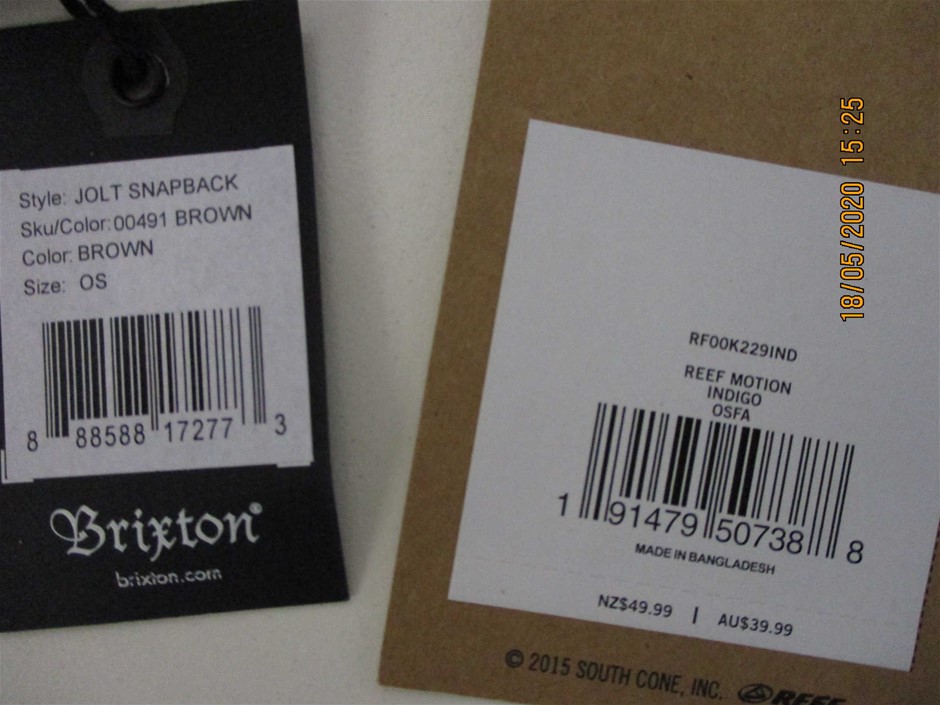 Style: JOLT SNAPBACK
Sku/Color: 00491 BROWN
Color: BROWN
Size: OS
8 88588 17277 3
Brixton®
brixton.com
RF00K229IND
REEF MOTION
INDIGO
OSFA
1 91479 50738 8
MADE IN BANGLADESH
NZ$49.99 | AU$39.99
© 2015 SOUTH CONE, INC. REEF
18/05/2020 15:25